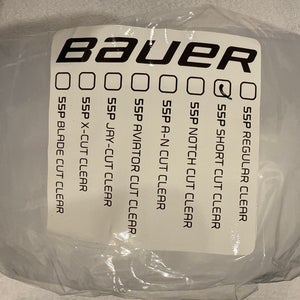 BAUER
SSP BLADE CUT CLEAR
SSP X-CUT CLEAR
SSP JAY-CUT CLEAR
SSP AVIATOR CUT CLEAR
SSP A-N CUT CLEAR
SSP NOTCH CUT CLEAR
SSP SHORT CUT CLEAR
SSP REGULAR CLEAR